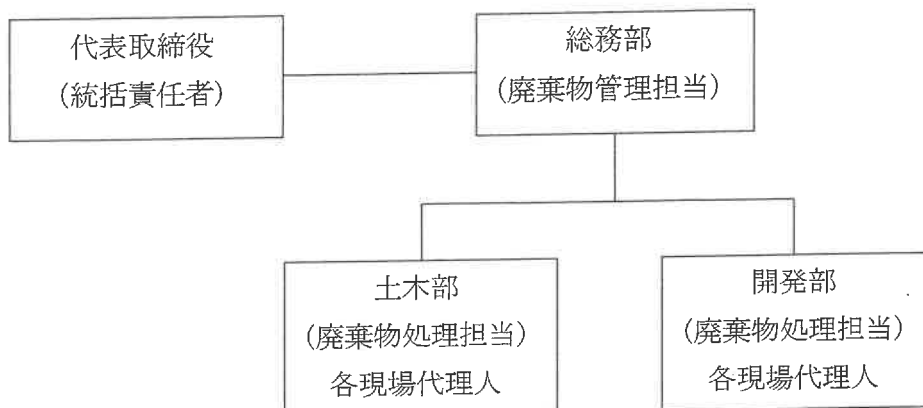 代表取締役
(統括責任者)
総務部
(廃棄物管理担当)
土木部
(廃棄物処理担当)
各現場代理人
開発部
(廃棄物処理担当)
各現場代理人